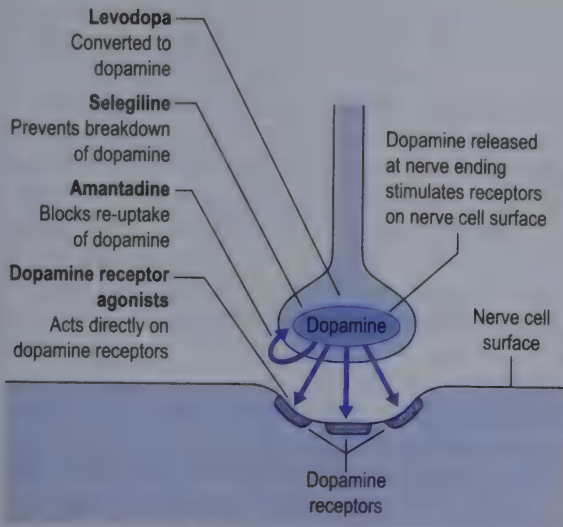 Levodopa
Converted to
dopamine
Selegiline
Prevents breakdown
of dopamine
Amantadine
Blocks re-uptake
of dopamine
Dopamine receptor
agonists
Acts directly on
dopamine receptors
Dopamine released
at nerve ending
stimulates receptors
on nerve cell surface
Dopamine
Nerve cell
surface
Dopamine
receptors